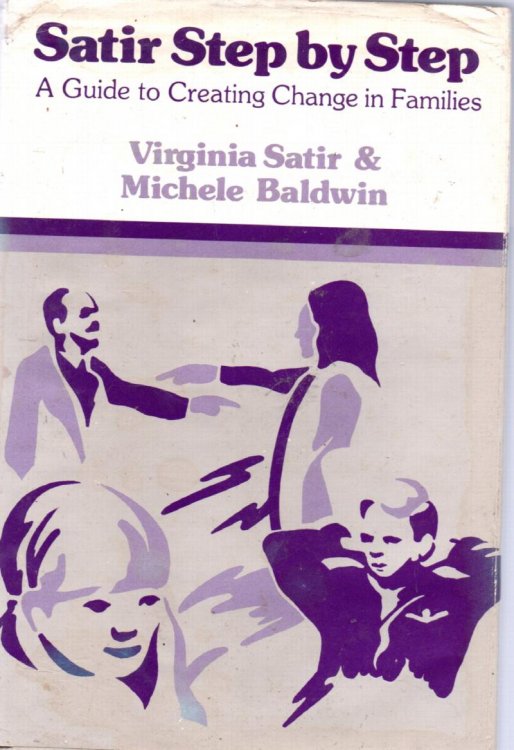 Satir Step by Step
A Guide to Creating Change in Families
Virginia Satir &
Michele Baldwin